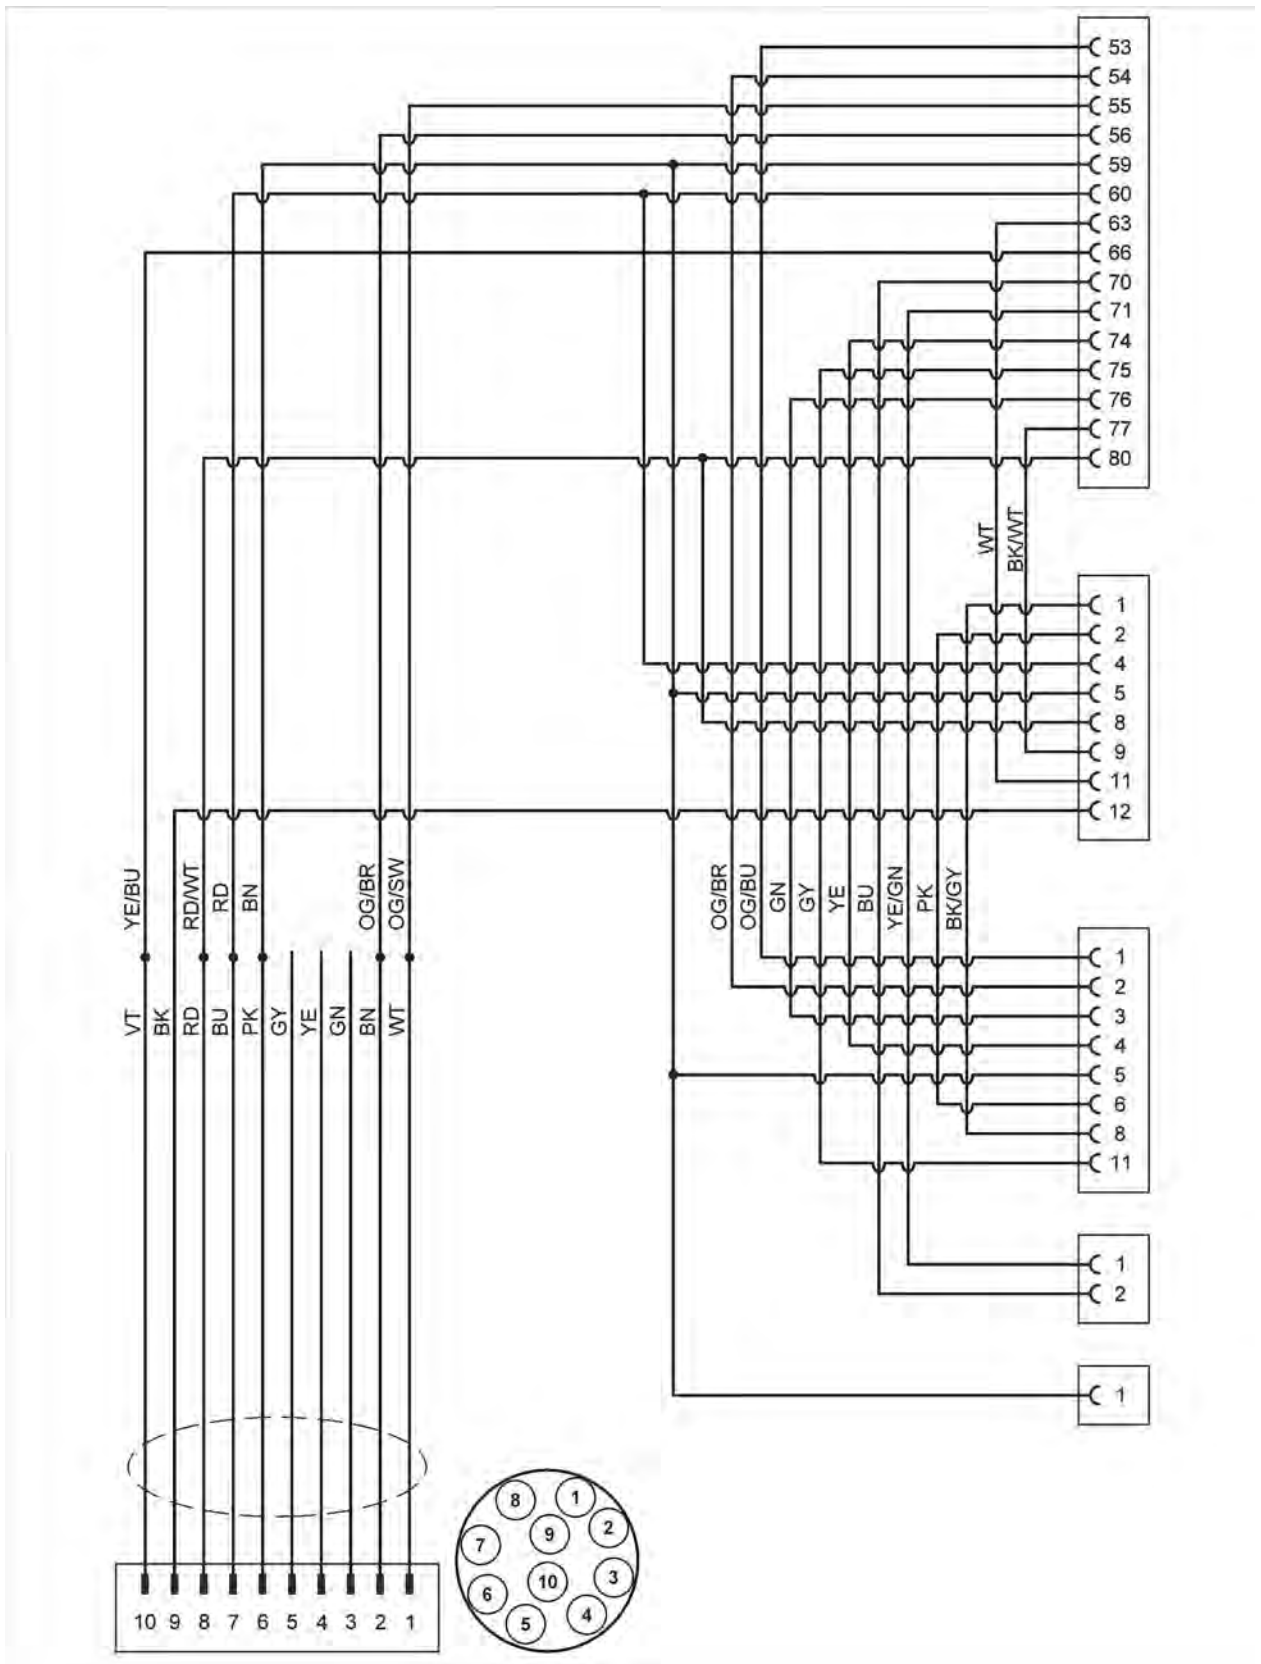 53
54
55
56
59
60
63
66
70
71
74
75
76
77
80
WT
BK/WT
1
2
4
5
8
9
11
12
YE/BU
RD/WT
RD
BN
OG/BR
OG/SW
OG/BR
OG/BU
GN
GY
YE
BU
YE/GN
PK
BK/GY
VT
BK
RD
BU
PK
GY
YE
GN
BN
WT
1
2
3
4
5
6
8
11
1
2
1
10 9 8 7 6 5 4 3 2 1
8 1
9 2
7
10 3
6
5 4